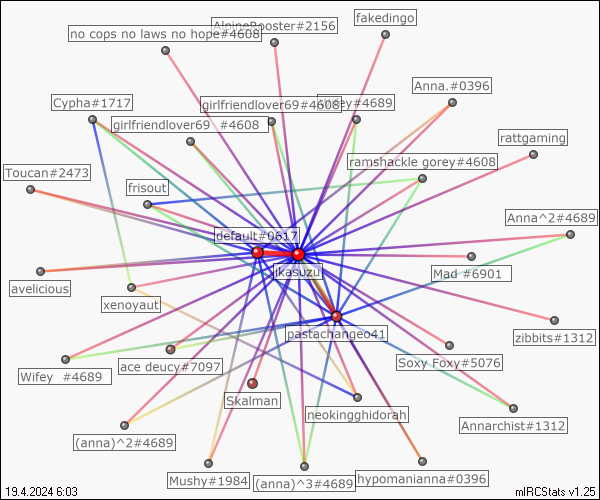 no cops no laws no hope#4608
AlpineRooster#2156
fakedingo
Anna.#0396
Cypha#1717
girlfriendlover69#4608
#4689
girlfriendlover69 #4608
rattgaming
ramshackle gorey#4608
Toucan#2473
frisout
Anna^2#4689
default#0617
jkasuzu
Mad #6901
avelicious
xenoyaut
pastachangeo41
zibbits#1312
ace deucy#7097
Soxy Foxy#5076
Wifey #4689
Skalman
neokingghidorah
Annarchist#1312
(anna)^2#4689
Mushy#1984
(anna)^3#4689
hypomanianna#0396
19.4.2024 6:03
mIRCStats v1.25